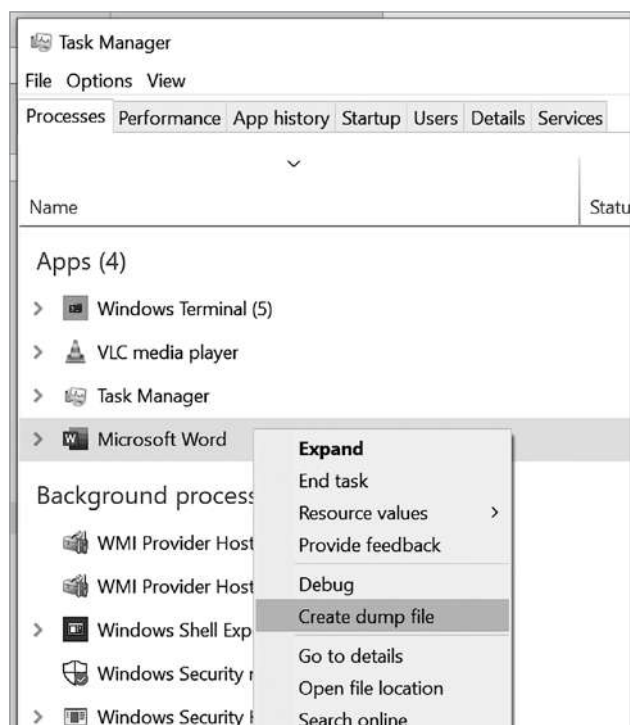 Task Manager
File Options View
Processes Performance App history Startup Users Details Services
Name Statu
Apps (4)
Windows Terminal (5)
VLC media player
Task Manager
Microsoft Word
Expand
End task
Resource values
Provide feedback
Debug
Create dump file
Go to details
Open file location
Search online
Background process
WMI Provider Host
WMI Provider Host
Windows Shell Exp
Windows Security
Windows Security